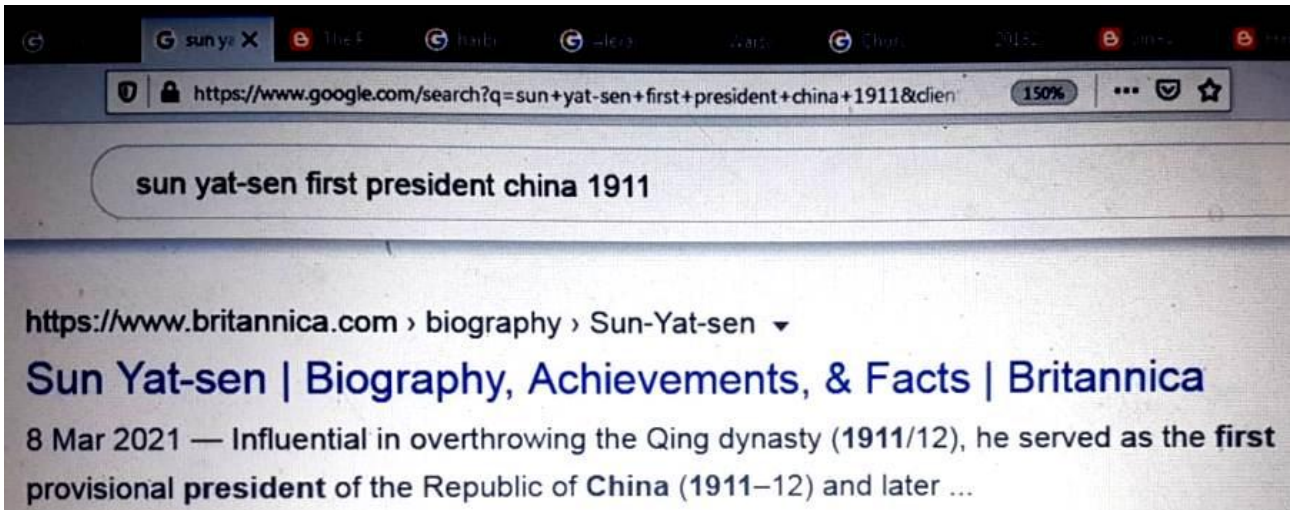 sun ya
https://www.google.com/search?q=sun+yat-sen+first+president+china+1911&clien 150%
sun yat-sen first president china 1911
https://www.britannica.com › biography › Sun-Yat-sen
Sun Yat-sen | Biography, Achievements, & Facts | Britannica
8 Mar 2021 — Influential in overthrowing the Qing dynasty (1911/12), he served as the first
provisional president of the Republic of China (1911–12) and later ...